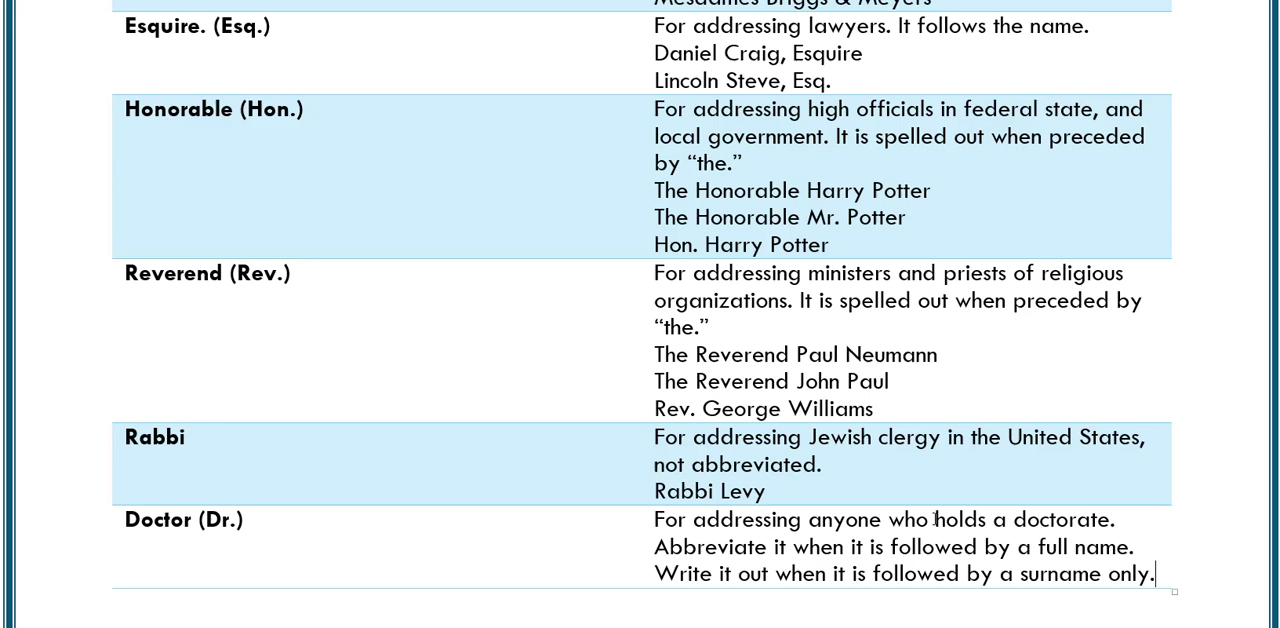 Mesdames Briggs & Meyers
Esquire. (Esq.)
For addressing lawyers. It follows the name.
Daniel Craig, Esquire
Lincoln Steve, Esq.
Honorable (Hon.)
For addressing high officials in federal state, and
local government. It is spelled out when preceded
by “the.”
The Honorable Harry Potter
The Honorable Mr. Potter
Hon. Harry Potter
Reverend (Rev.)
For addressing ministers and priests of religious
organizations. It is spelled out when preceded by
“the.”
The Reverend Paul Neumann
The Reverend John Paul
Rev. George Williams
Rabbi
For addressing Jewish clergy in the United States,
not abbreviated.
Rabbi Levy
Doctor (Dr.)
For addressing anyone who holds a doctorate.
Abbreviate it when it is followed by a full name.
Write it out when it is followed by a surname only.